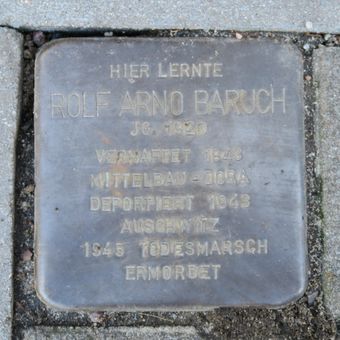 HIER LERNTE
ROLF ARNO BARUCH
JG. 1920
VERHAFTET 1943
MITTELBAU-DORA
DEPORTIERT 1943
AUSCHWITZ
1945 TODESMARSCH
ERMORDET